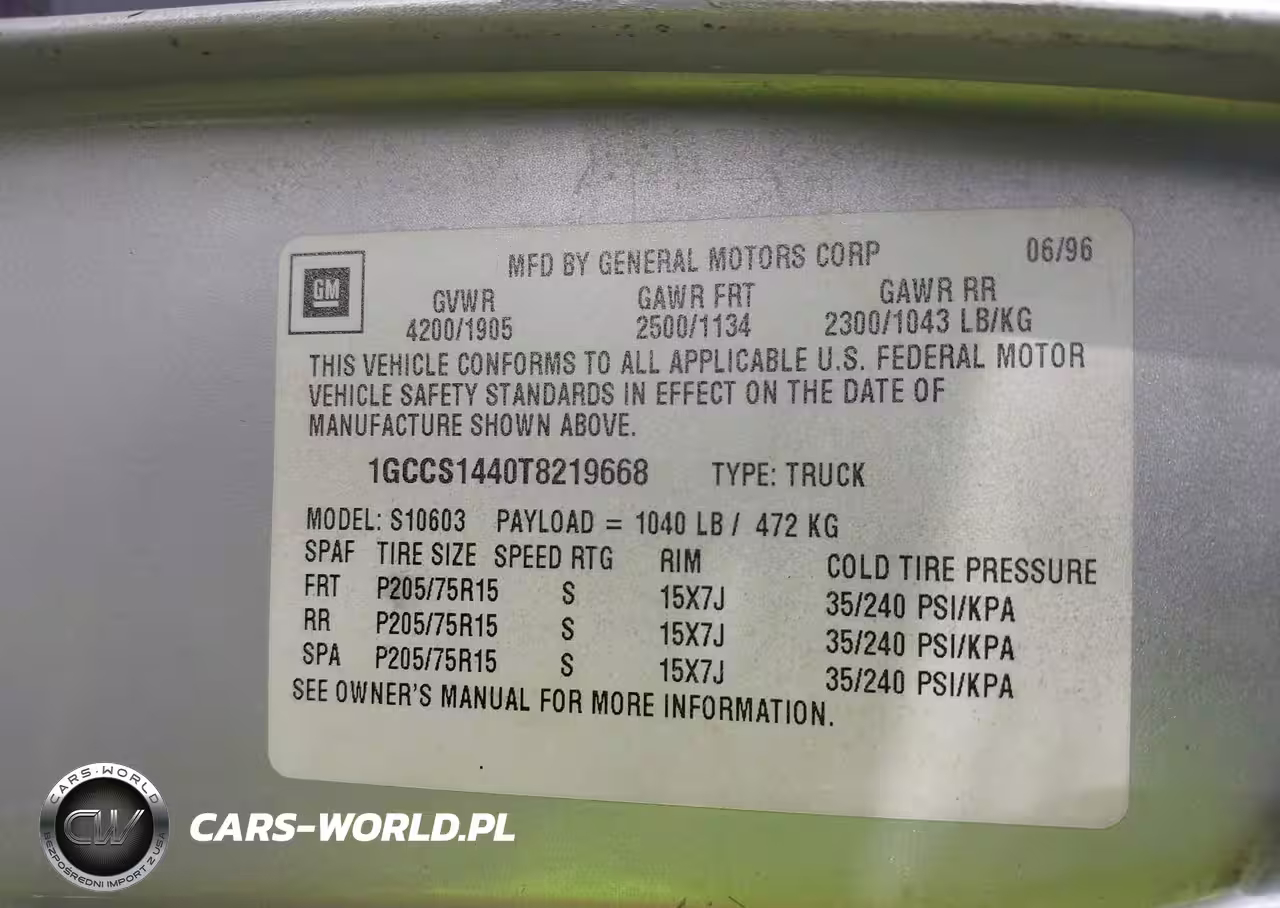 GM
MFD BY GENERAL MOTORS CORP 06/96
GVWR GAWR FRT GAWR RR
4200/1905 2500/1134 2300/1043 LB/KG
THIS VEHICLE CONFORMS TO ALL APPLICABLE U.S. FEDERAL MOTOR
VEHICLE SAFETY STANDARDS IN EFFECT ON THE DATE OF
MANUFACTURE SHOWN ABOVE.
1GCCS1440T8219668 TYPE: TRUCK
MODEL: S10603 PAYLOAD = 1040 LB / 472 KG
SPAF TIRE SIZE SPEED RTG RIM COLD TIRE PRESSURE
FRT P205/75R15 S 15X7J 35/240 PSI/KPA
RR P205/75R15 S 15X7J 35/240 PSI/KPA
SPA P205/75R15 S 15X7J 35/240 PSI/KPA
SEE OWNER'S MANUAL FOR MORE INFORMATION.
CARS-WORLD
CW
BEZPOŚREDNI IMPORT Z USA
CARS-WORLD.PL